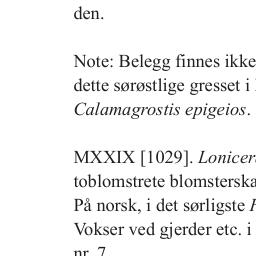 den.
Note: Belegg finnes ikke
dette sørøstlige gresset i
Calamagrostis epigeios.
MXXIX [1029]. Lonicer
toblomstrete blomsterska
På norsk, i det sørligste
Vokser ved gjerder etc. i
nr. 7